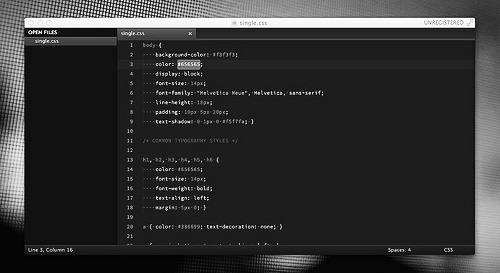 single.css
UNREGISTERED
OPEN FILES
single.css
single.css ×
1 body {
2 background-color: #f3f3f3;
3 color: #656565;
4 display: block;
5 font-size: 14px;
6 font-family: "Helvetica Neue", Helvetica, sans-serif;
7 line-height: 18px;
8 padding: 10px 5px 20px;
9 text-shadow: 0 1px 0 #f5f7fa; }
10
11 /* COMMON TYPOGRAPHY STYLES */
12
13 h1, h2, h3, h4, h5, h6 {
14 color: #656565;
15 font-size: 14px;
16 font-weight: bold;
17 text-align: left;
18 margin: 5px 0; }
19
20 a { color: #336699; text-decoration: none; }
21
Line 3, Column 16
Spaces: 4
CSS